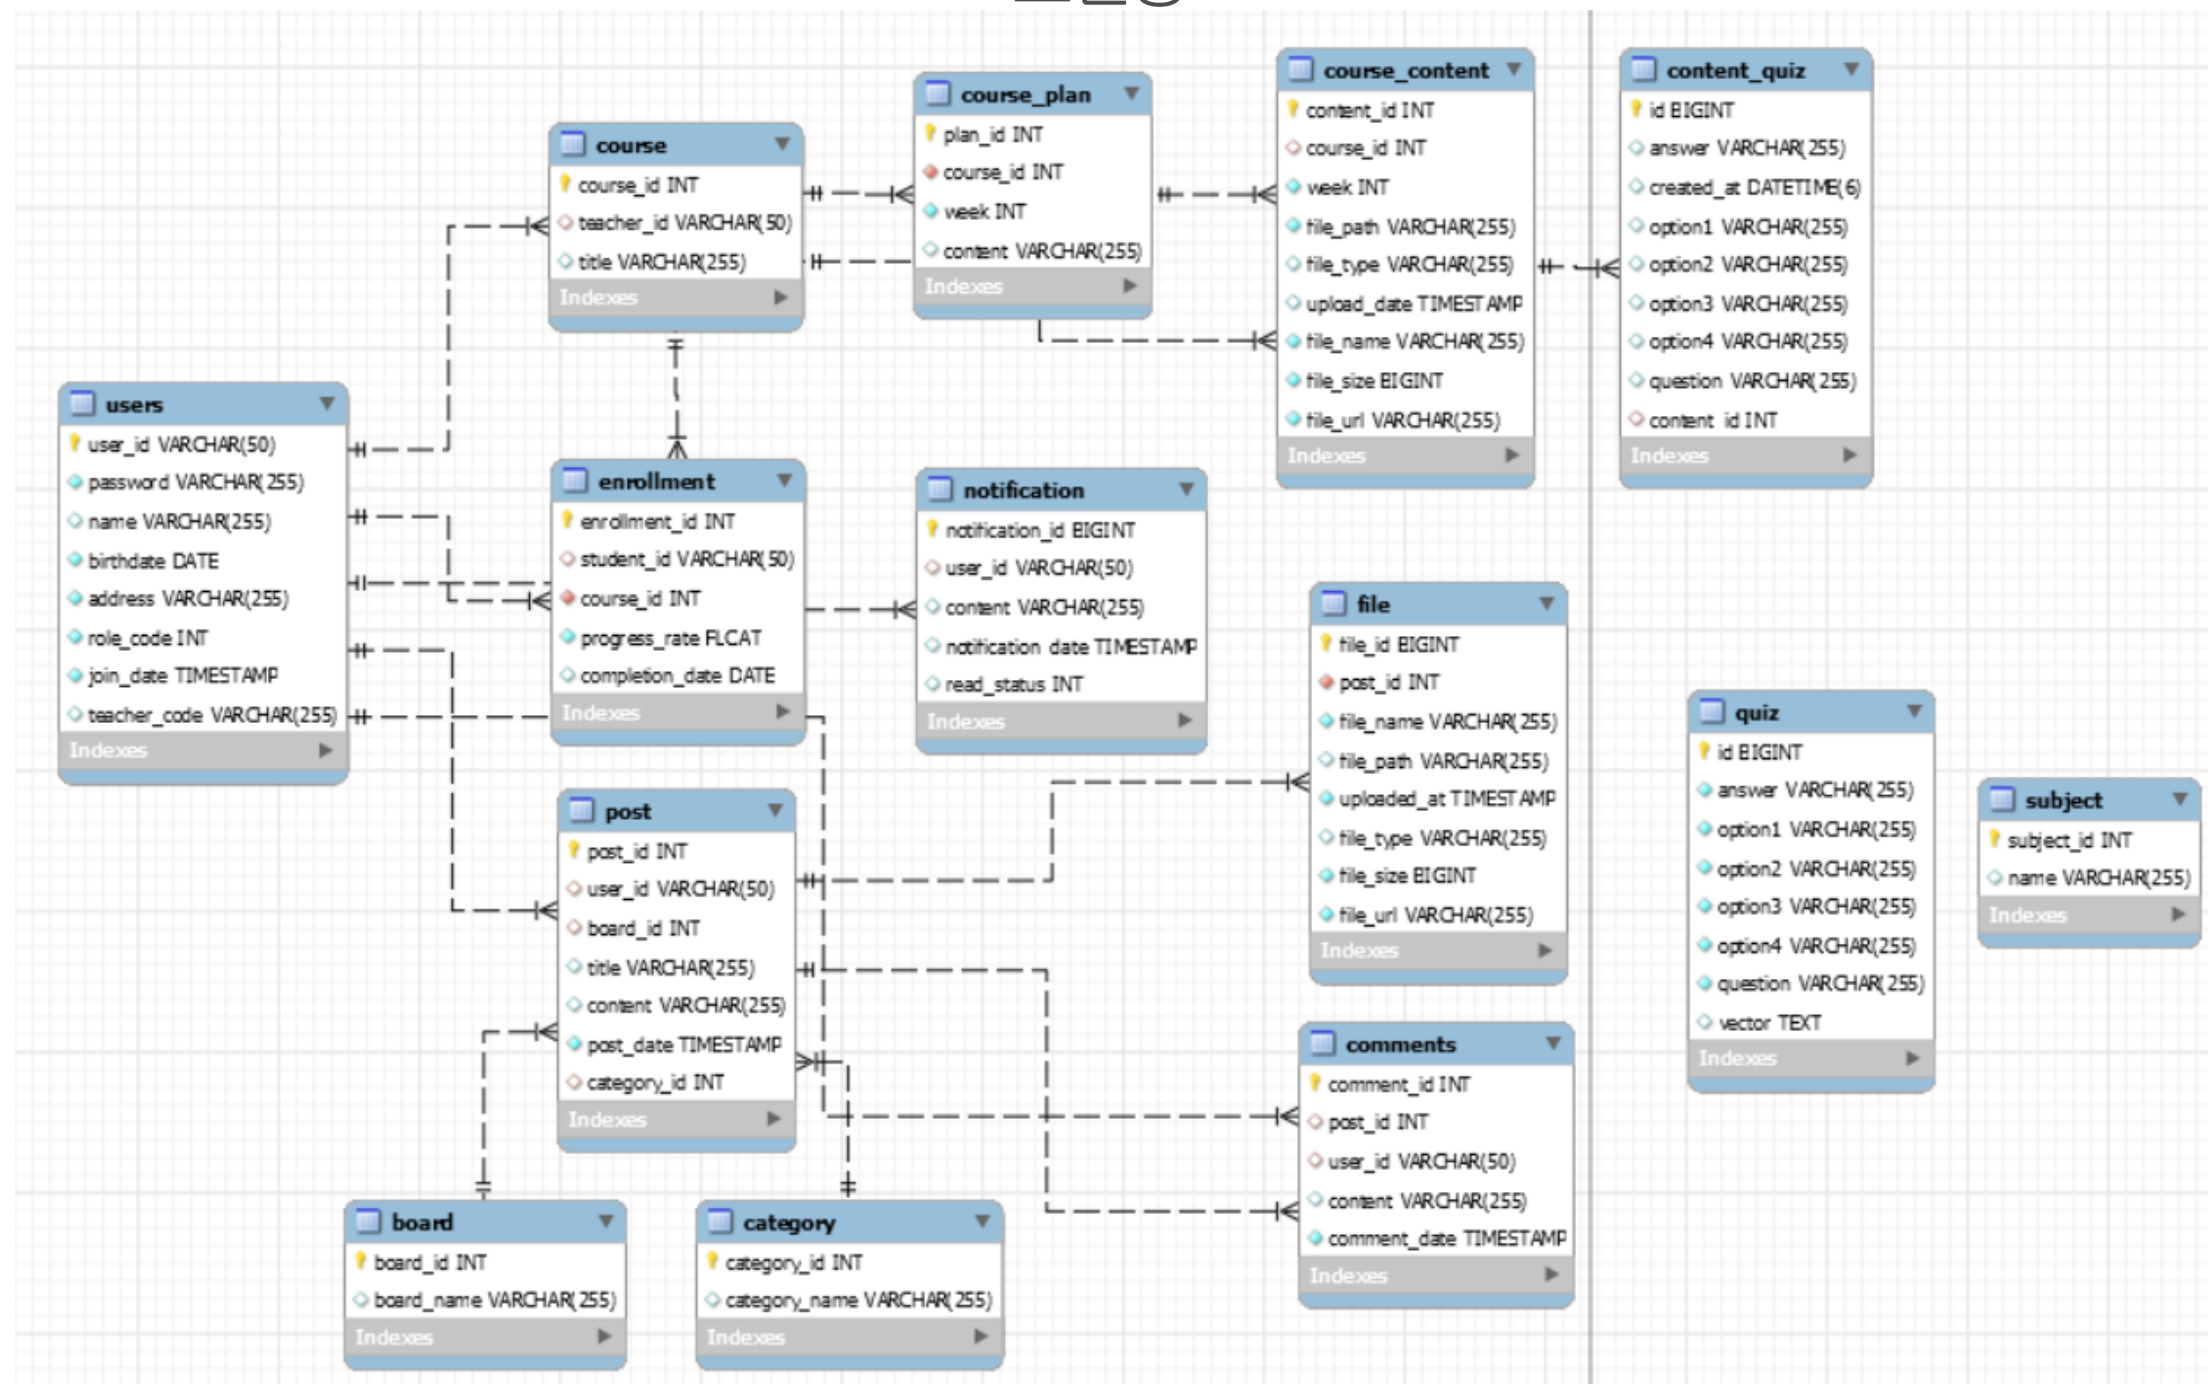 course
course_id INT
teacher_id VARCHAR(50)
title VARCHAR(255)
Indexes
course_plan
plan_id INT
course_id INT
week INT
content VARCHAR(255)
Indexes
course_content
content_id INT
course_id INT
week INT
file_path VARCHAR(255)
file_type VARCHAR(255)
upload_date TIMESTAMP
file_name VARCHAR(255)
file_size BIGINT
file_url VARCHAR(255)
Indexes
content_quiz
id BIGINT
answer VARCHAR(255)
created_at DATETIME(6)
option1 VARCHAR(255)
option2 VARCHAR(255)
option3 VARCHAR(255)
option4 VARCHAR(255)
question VARCHAR(255)
content_id INT
Indexes
users
user_id VARCHAR(50)
password VARCHAR(255)
name VARCHAR(255)
birthdate DATE
address VARCHAR(255)
role_code INT
join_date TIMESTAMP
teacher_code VARCHAR(255)
Indexes
enrollment
enrollment_id INT
student_id VARCHAR(50)
course_id INT
progress_rate FLOAT
completion_date DATE
Indexes
notification
notification_id BIGINT
user_id VARCHAR(50)
content VARCHAR(255)
notification_date TIMESTAMP
read_status INT
Indexes
file
file_id BIGINT
post_id INT
file_name VARCHAR(255)
file_path VARCHAR(255)
uploaded_at TIMESTAMP
file_type VARCHAR(255)
file_size BIGINT
file_url VARCHAR(255)
Indexes
quiz
id BIGINT
answer VARCHAR(255)
option1 VARCHAR(255)
option2 VARCHAR(255)
option3 VARCHAR(255)
option4 VARCHAR(255)
question VARCHAR(255)
vector TEXT
Indexes
subject
subject_id INT
name VARCHAR(255)
Indexes
post
post_id INT
user_id VARCHAR(50)
board_id INT
title VARCHAR(255)
content VARCHAR(255)
post_date TIMESTAMP
category_id INT
Indexes
comments
comment_id INT
post_id INT
user_id VARCHAR(50)
content VARCHAR(255)
comment_date TIMESTAMP
Indexes
board
board_id INT
board_name VARCHAR(255)
Indexes
category
category_id INT
category_name VARCHAR(255)
Indexes